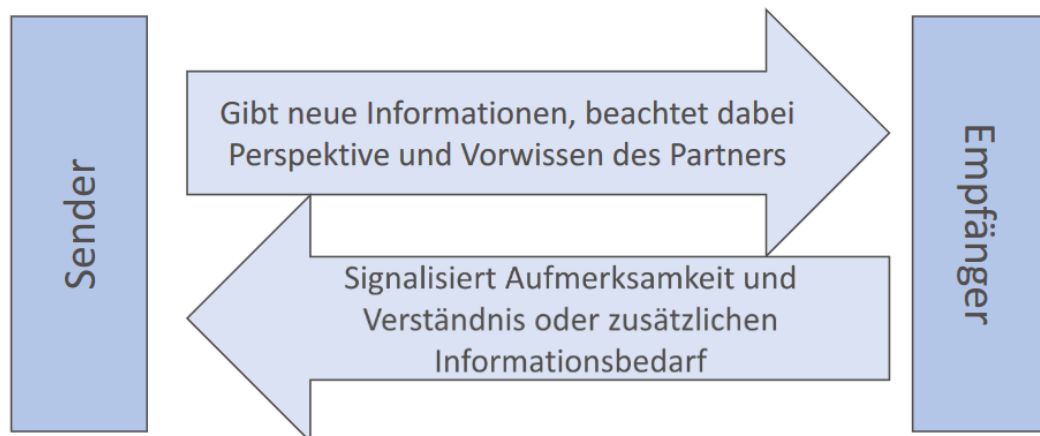 Sender
Gibt neue Informationen, beachtet dabei
Perspektive und Vorwissen des Partners
Signalisiert Aufmerksamkeit und
Verständnis oder zusätzlichen
Informationsbedarf
Empfänger